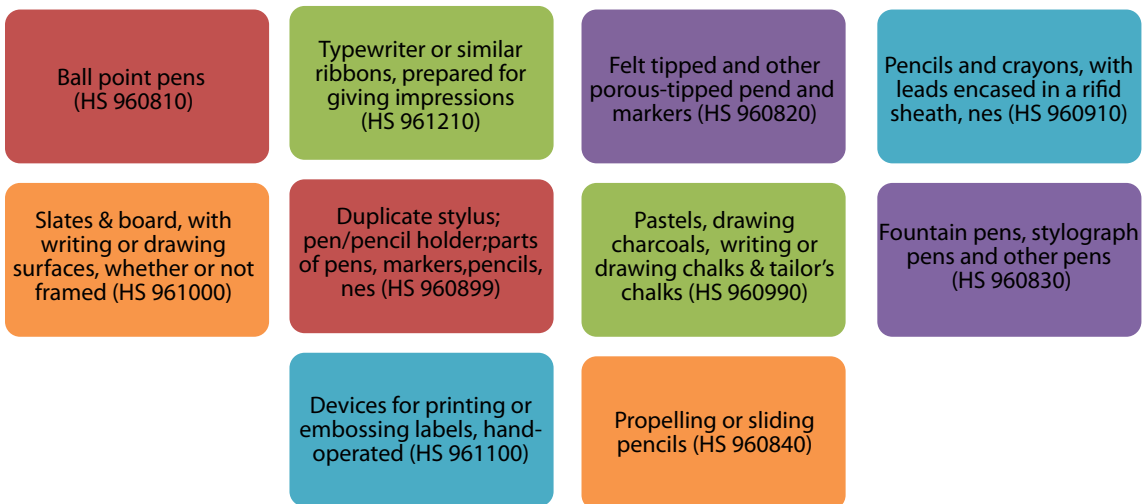 Ball point pens
(HS 960810)
Typewriter or similar
ribbons, prepared for
giving impressions
(HS 961210)
Felt tipped and other
porous-tipped pend and
markers (HS 960820)
Pencils and crayons, with
leads encased in a rifid
sheath, nes (HS 960910)
Slates & board, with
writing or drawing
surfaces, whether or not
framed (HS 961000)
Duplicate stylus;
pen/pencil holder;parts
of pens, markers,pencils,
nes (HS 960899)
Pastels, drawing
charcoals, writing or
drawing chalks & tailor's
chalks (HS 960990)
Fountain pens, stylograph
pens and other pens
(HS 960830)
Devices for printing or
embossing labels, hand-
operated (HS 961100)
Propelling or sliding
pencils (HS 960840)